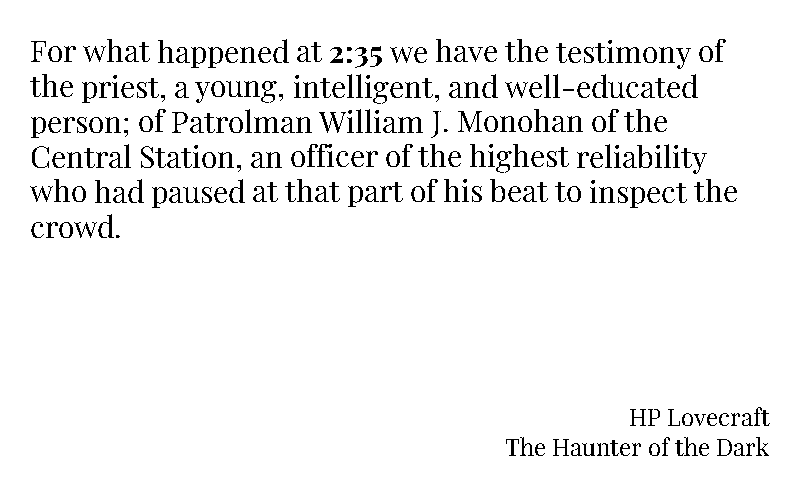 For what happened at 2:35 we have the testimony of
the priest, a young, intelligent, and well-educated
person; of Patrolman William J. Monohan of the
Central Station, an officer of the highest reliability
who had paused at that part of his beat to inspect the
crowd.
HP Lovecraft
The Haunter of the Dark